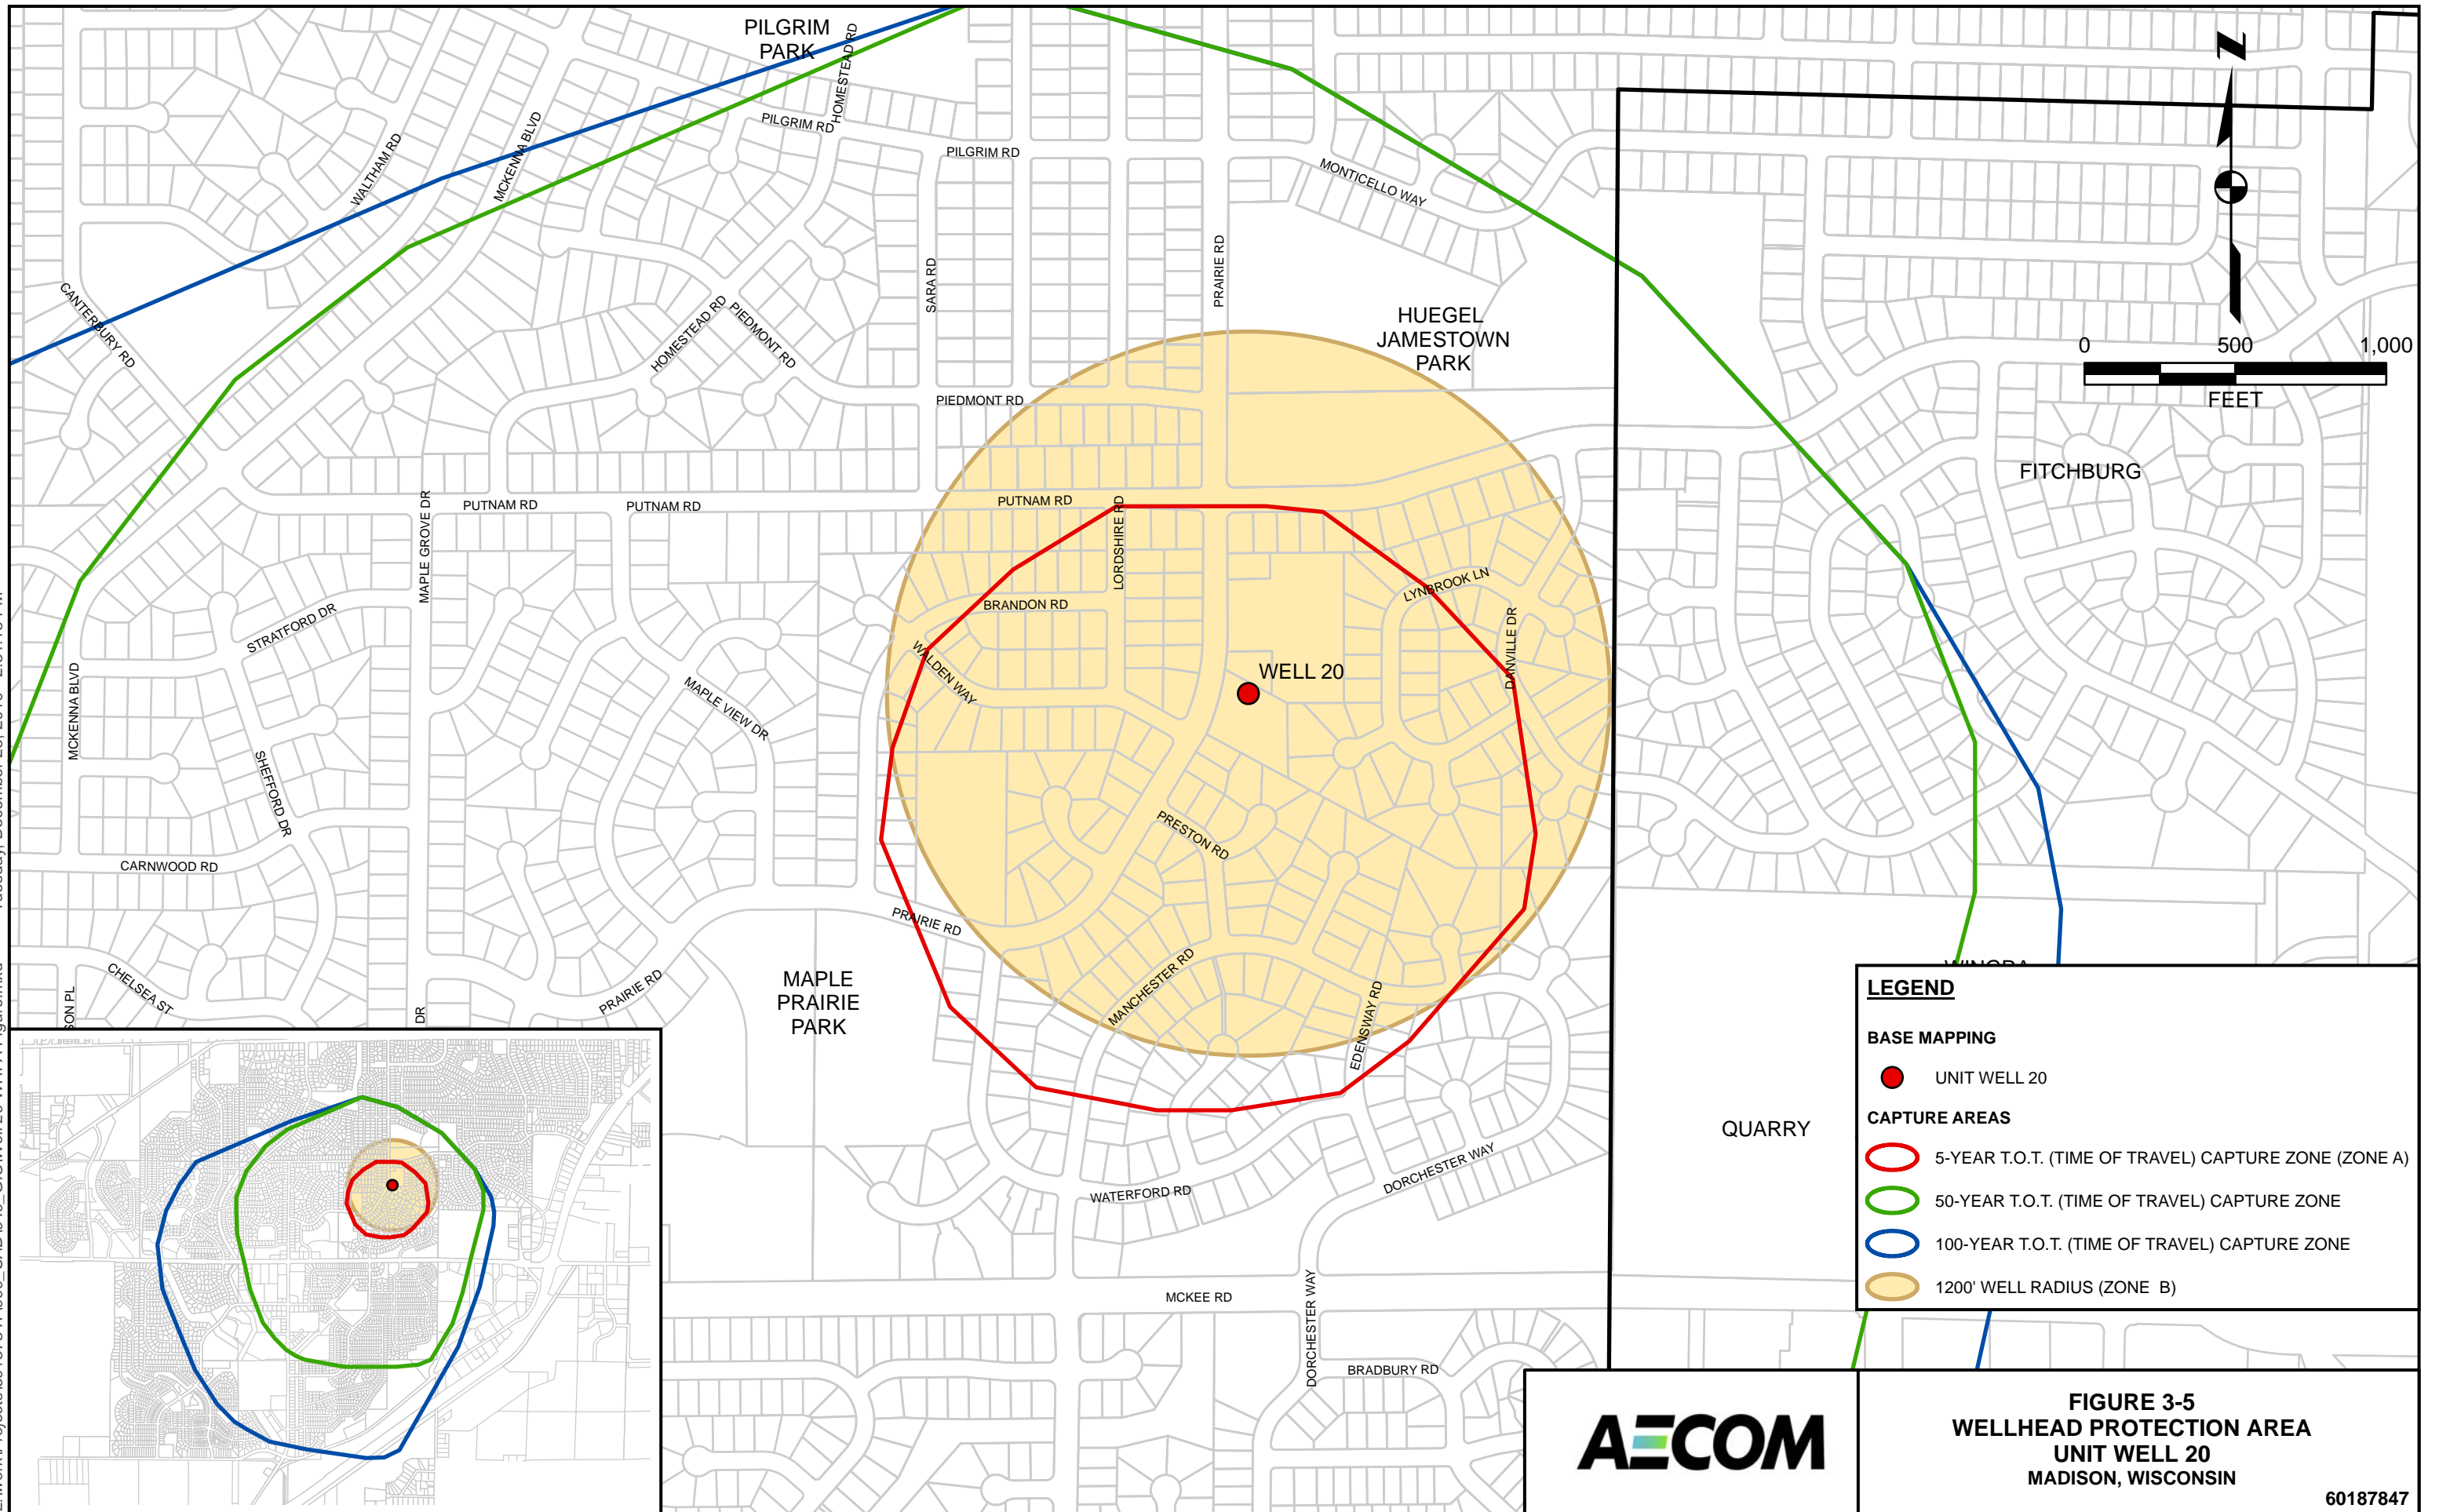 PILGRIM
PARK
HOMESTEAD RD
PILGRIM RD
PILGRIM RD
WALTHAM RD
MCKENNA BLVD
MONTICELLO WAY
N
SARA RD
PRAIRIE RD
CANTERBURY RD
HOMESTEAD RD
PIEDMONT RD
HUEGEL
JAMESTOWN
PARK
0 500 1,000
FEET
PIEDMONT RD
FITCHBURG
PUTNAM RD
PUTNAM RD
PUTNAM RD
MAPLE GROVE DR
LORDSHIRE RD
LYNBROOK LN
BRANDON RD
STRATFORD DR
DANVILLE DR
WALDEN WAY
WELL 20
MCKENNA BLVD
MAPLE VIEW DR
SHEFFORD DR
PRESTON RD
CARNWOOD RD
PRAIRIE RD
MANCHESTER RD
CHELSEA ST
PRAIRIE RD
MAPLE
PRAIRIE
PARK
EDENSWAY RD
SON PL
DR
QUARRY
WATERFORD RD
DORCHESTER WAY
MCKEE RD
DORCHESTER WAY
BRADBURY RD
LEGEND
BASE MAPPING
UNIT WELL 20
CAPTURE AREAS
5-YEAR T.O.T. (TIME OF TRAVEL) CAPTURE ZONE (ZONE A)
50-YEAR T.O.T. (TIME OF TRAVEL) CAPTURE ZONE
100-YEAR T.O.T. (TIME OF TRAVEL) CAPTURE ZONE
1200' WELL RADIUS (ZONE B)
AECOM
FIGURE 3-5
WELLHEAD PROTECTION AREA
UNIT WELL 20
MADISON, WISCONSIN
60187847